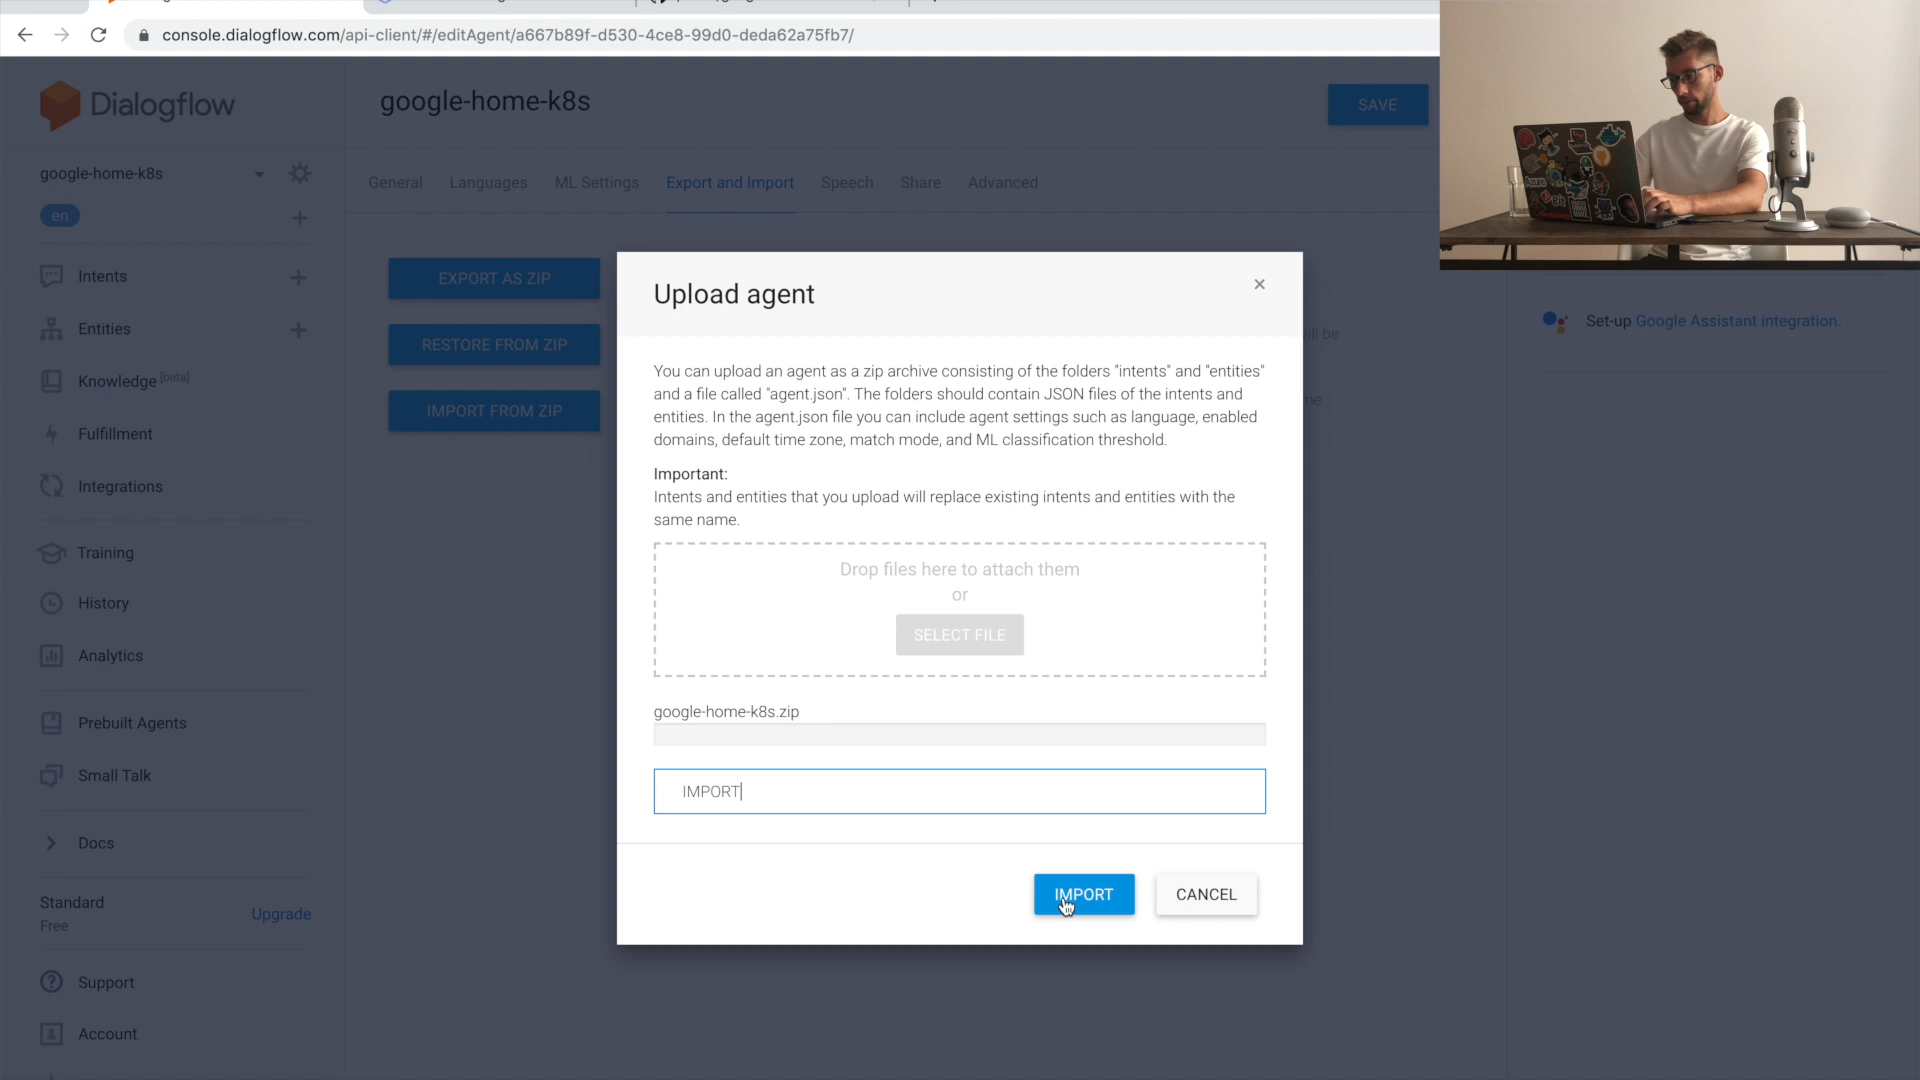 console.dialogflow.com/api-client/#/editAgent/a667b89f-d530-4ce8-99d0-deda62a75fb7/
Dialogflow
google-home-k8s
SAVE
google-home-k8s
en
General
Languages
ML Settings
Export and Import
Speech
Share
Advanced
Intents
Entities
Knowledge [beta]
Fulfillment
Integrations
Training
History
Analytics
Prebuilt Agents
Small Talk
Docs
Standard
Free
Upgrade
Support
Account
EXPORT AS ZIP
RESTORE FROM ZIP
IMPORT FROM ZIP
Upload agent
×
You can upload an agent as a zip archive consisting of the folders "intents" and "entities"
and a file called "agent.json". The folders should contain JSON files of the intents and
entities. In the agent.json file you can include agent settings such as language, enabled
domains, default time zone, match mode, and ML classification threshold.
Important:
Intents and entities that you upload will replace existing intents and entities with the
same name.
Drop files here to attach them
or
SELECT FILE
google-home-k8s.zip
IMPORT
IMPORT
CANCEL
will be
Set-up Google Assistant integration.
git